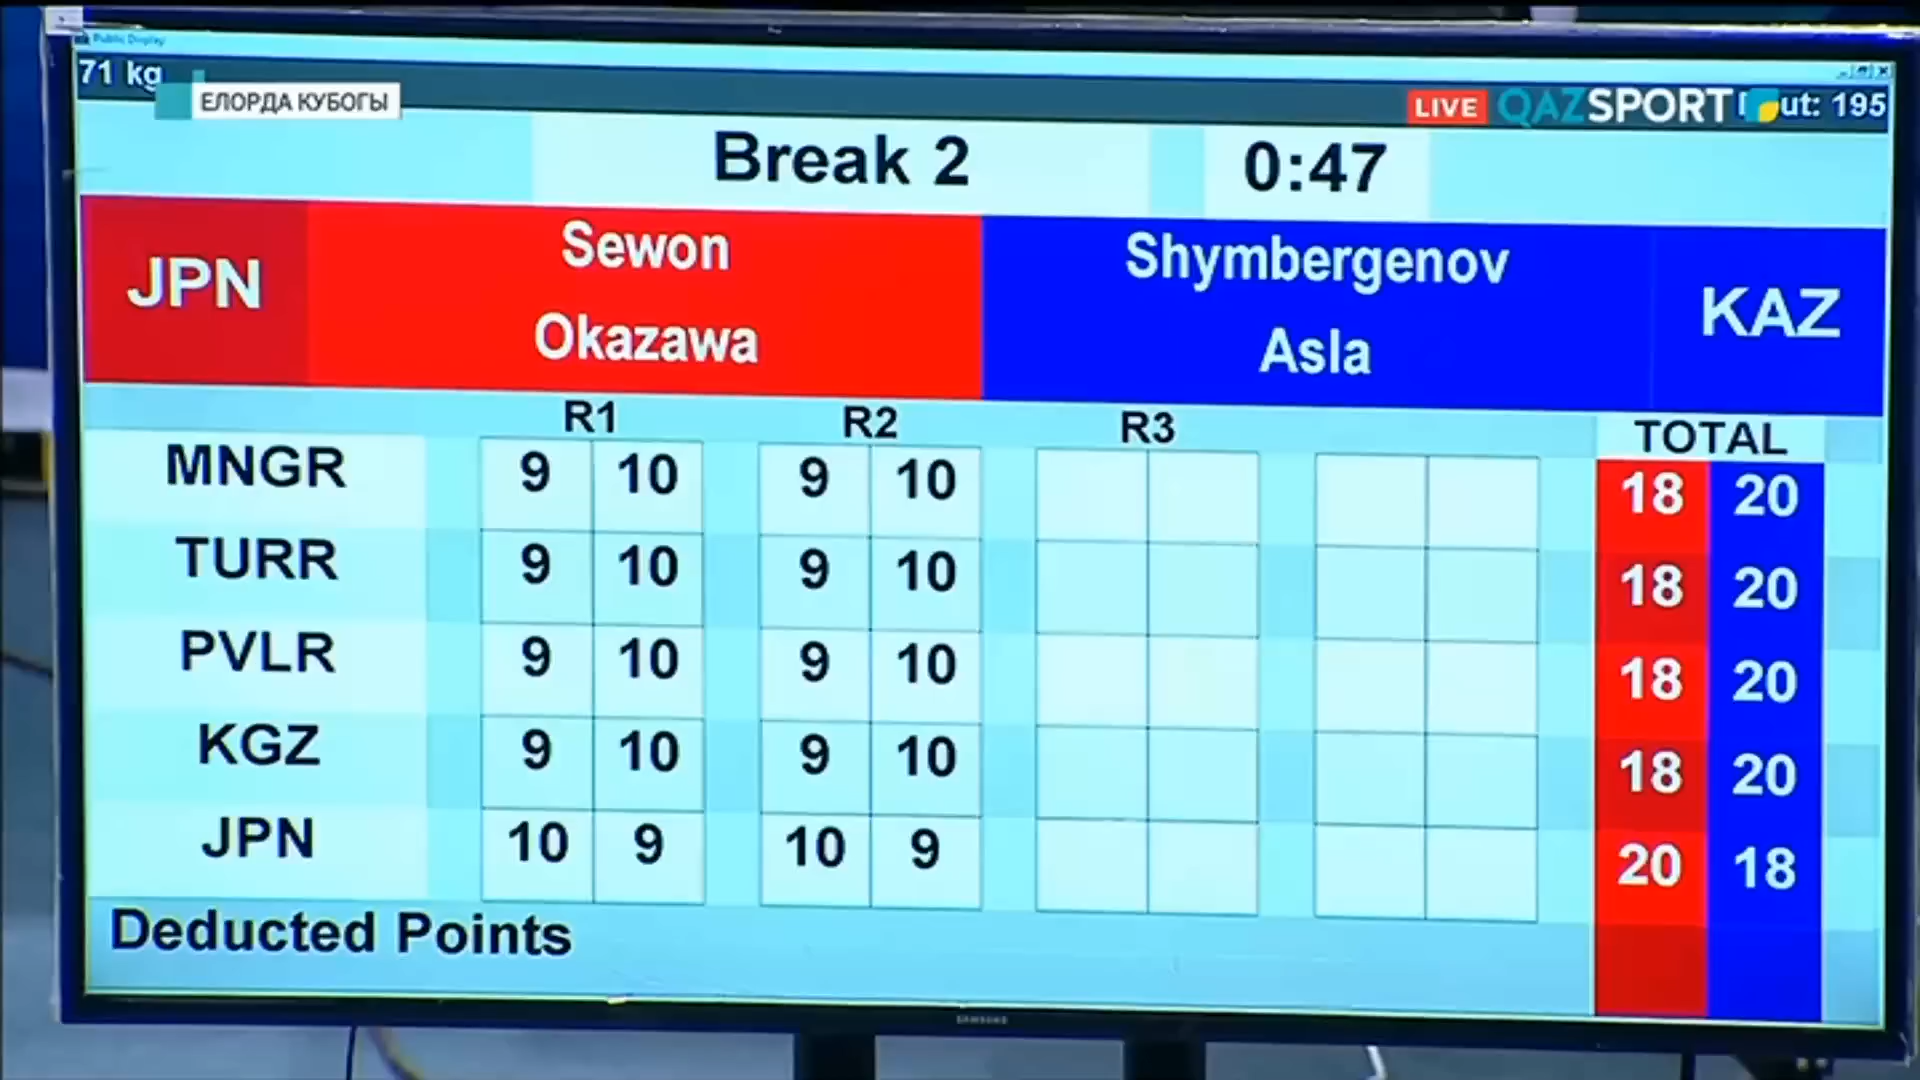 Public Display
71 kg
ЕЛОРДА КУБОГЫ
LIVE QAZSPORT ut: 195
Break 2 0:47
JPN Sewon Okazawa
Shymbergenov Asla KAZ
R1 R2 R3 TOTAL
MNGR 9 10 9 10 18 20
TURR 9 10 9 10 18 20
PVLR 9 10 9 10 18 20
KGZ 9 10 9 10 18 20
JPN 10 9 10 9 20 18
Deducted Points
SAMSUNG